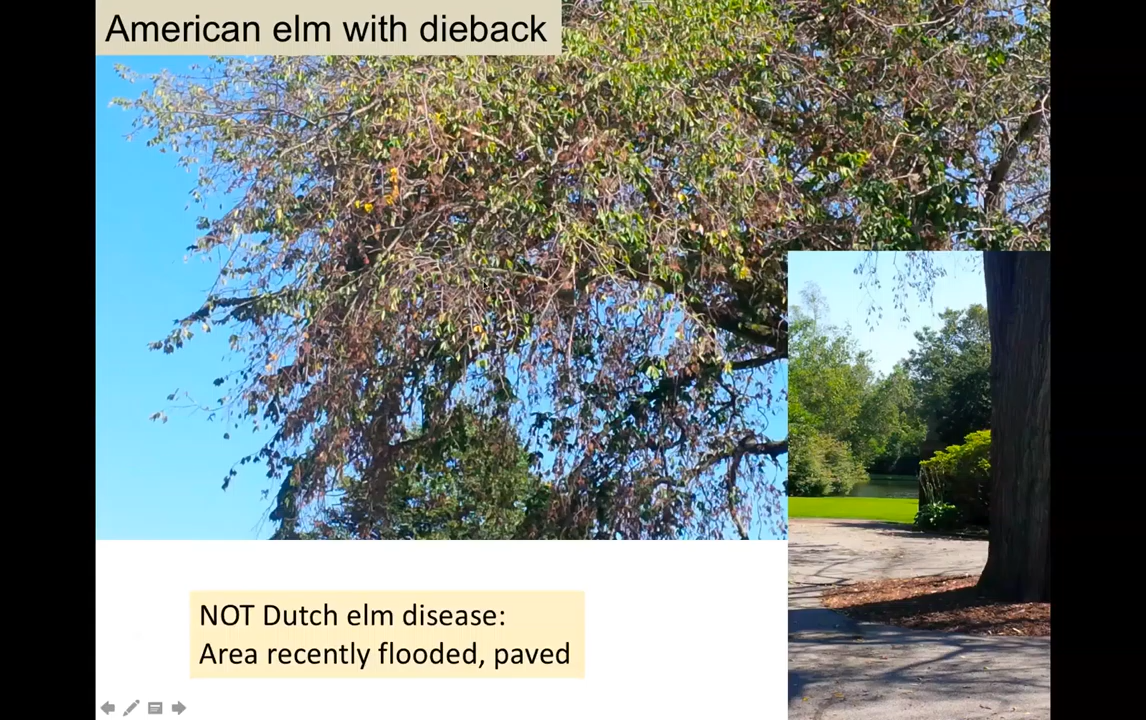 American elm with dieback
NOT Dutch elm disease:
Area recently flooded, paved